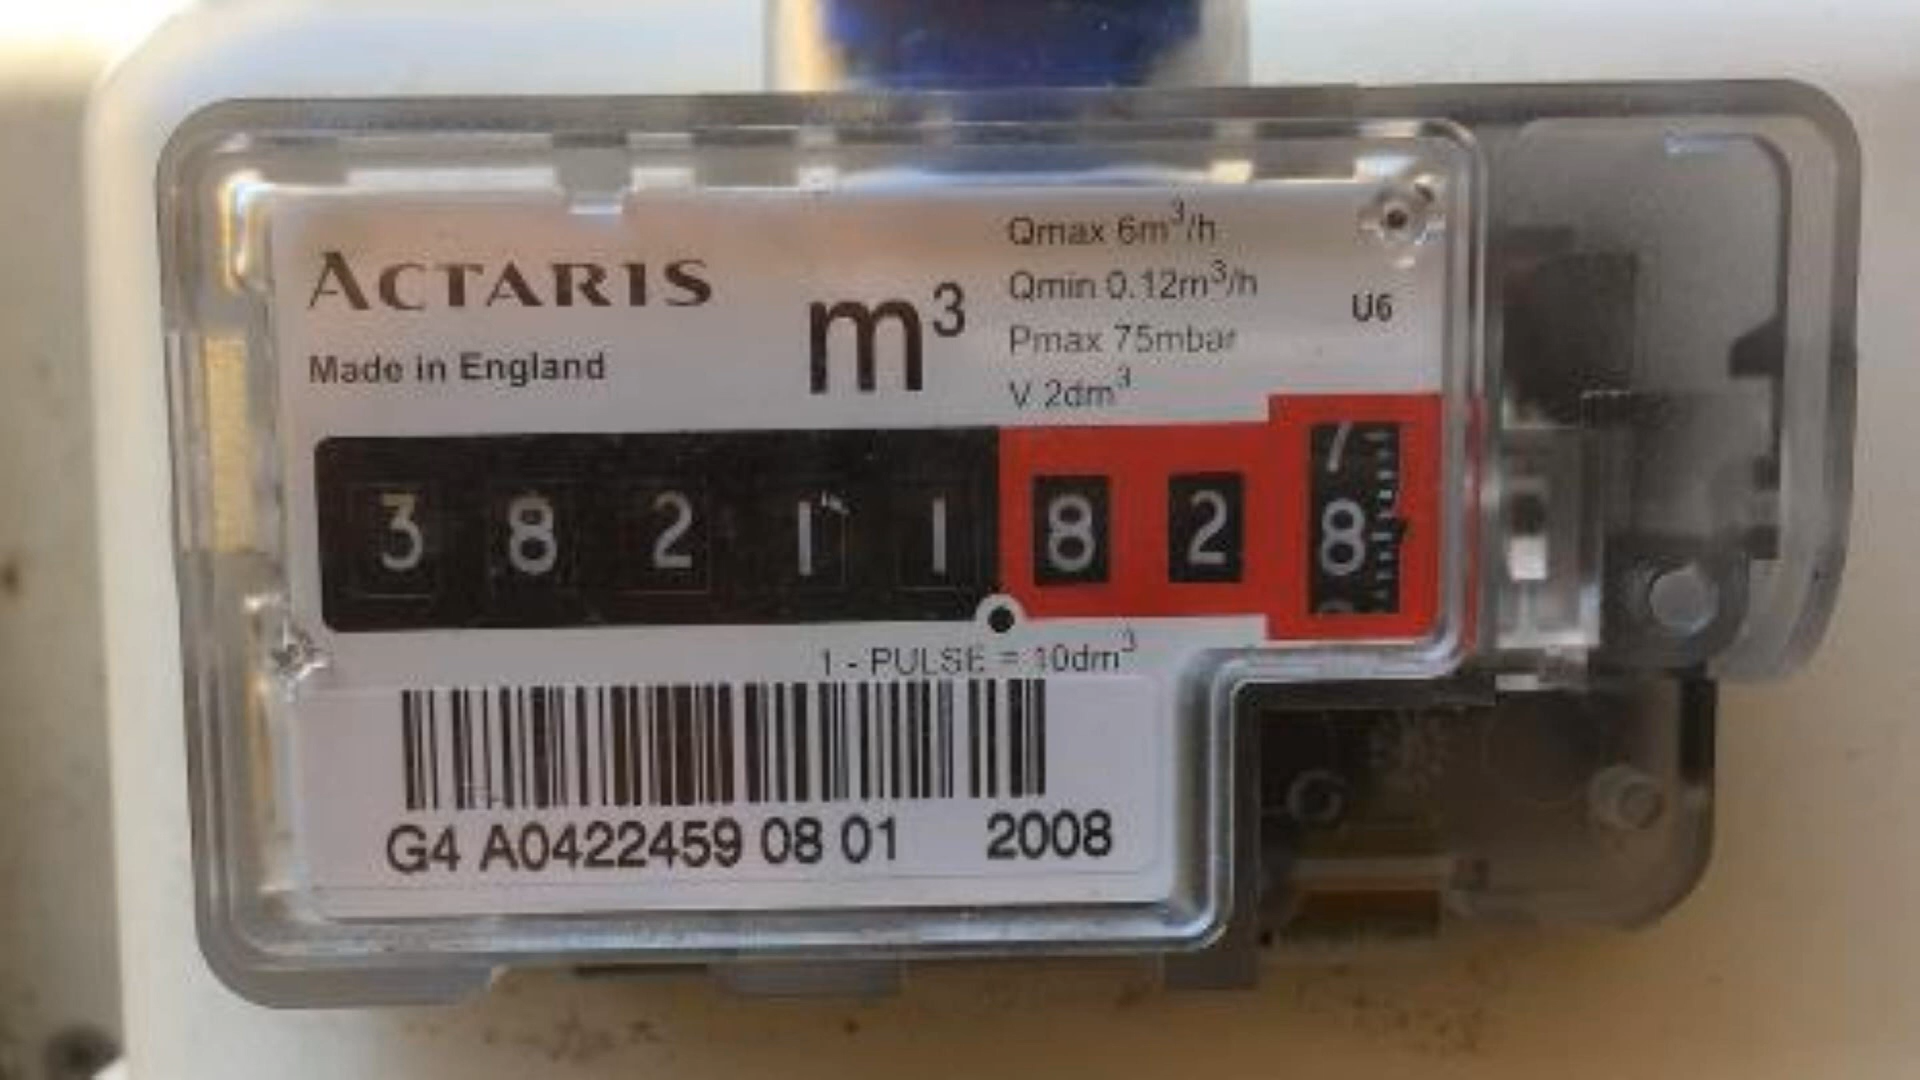 ACTARIS
Made in England
m³
Qmax 6m³/h
Qmin 0.12m³/h
Pmax 75mbar
V 2dm³
U6
3 8 2 1 1 8 2 8
7
1 - PULSE = 10dm³
G4 A0422459 08 01 2008